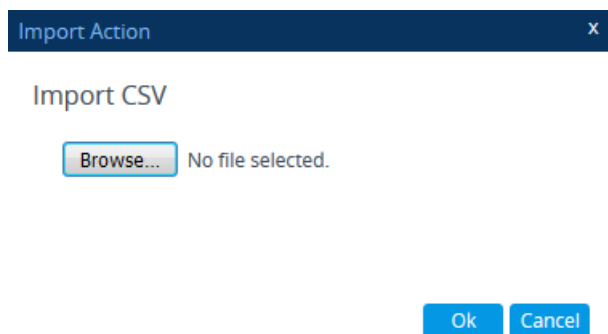 Import Action x
Import CSV
Browse... No file selected.
Ok Cancel